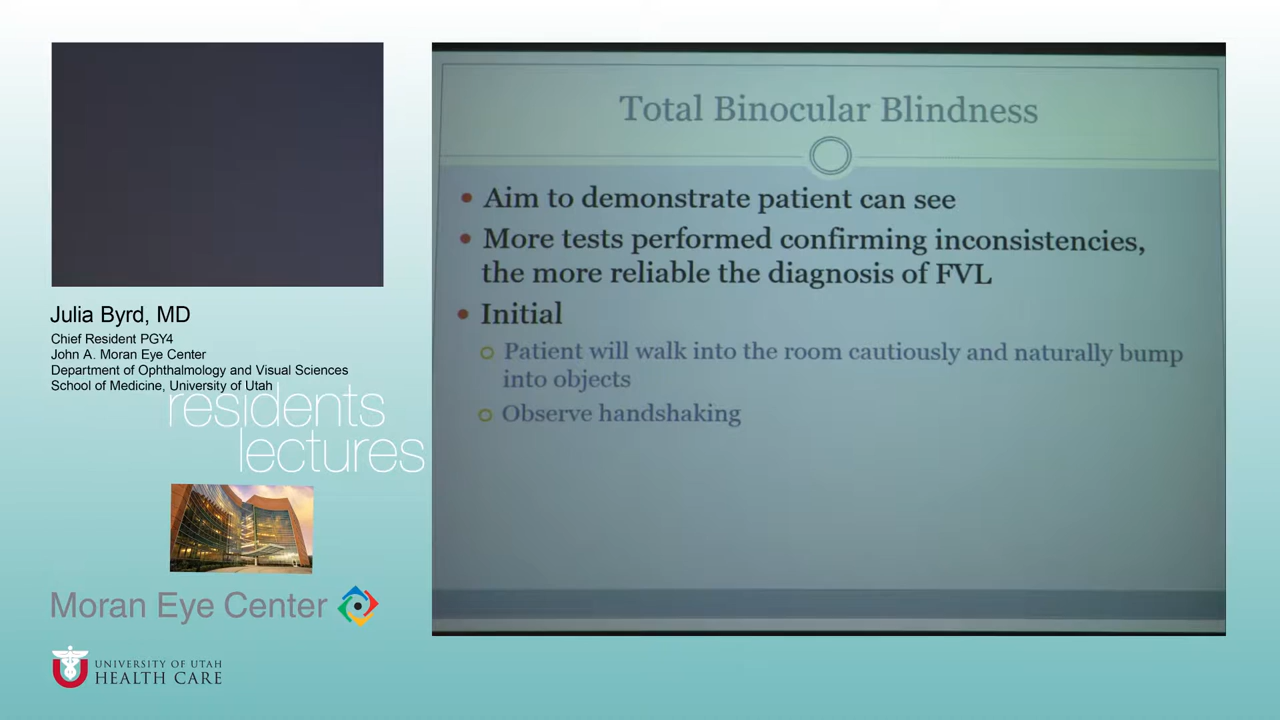 Total Binocular Blindness
Aim to demonstrate patient can see
More tests performed confirming inconsistencies,
the more reliable the diagnosis of FVL
Initial
Patient will walk into the room cautiously and naturally bump
into objects
Observe handshaking
Julia Byrd, MD
Chief Resident PGY4
John A. Moran Eye Center
Department of Ophthalmology and Visual Sciences
School of Medicine, University of Utah
residents
lectures
Moran Eye Center
UNIVERSITY OF UTAH
HEALTH CARE